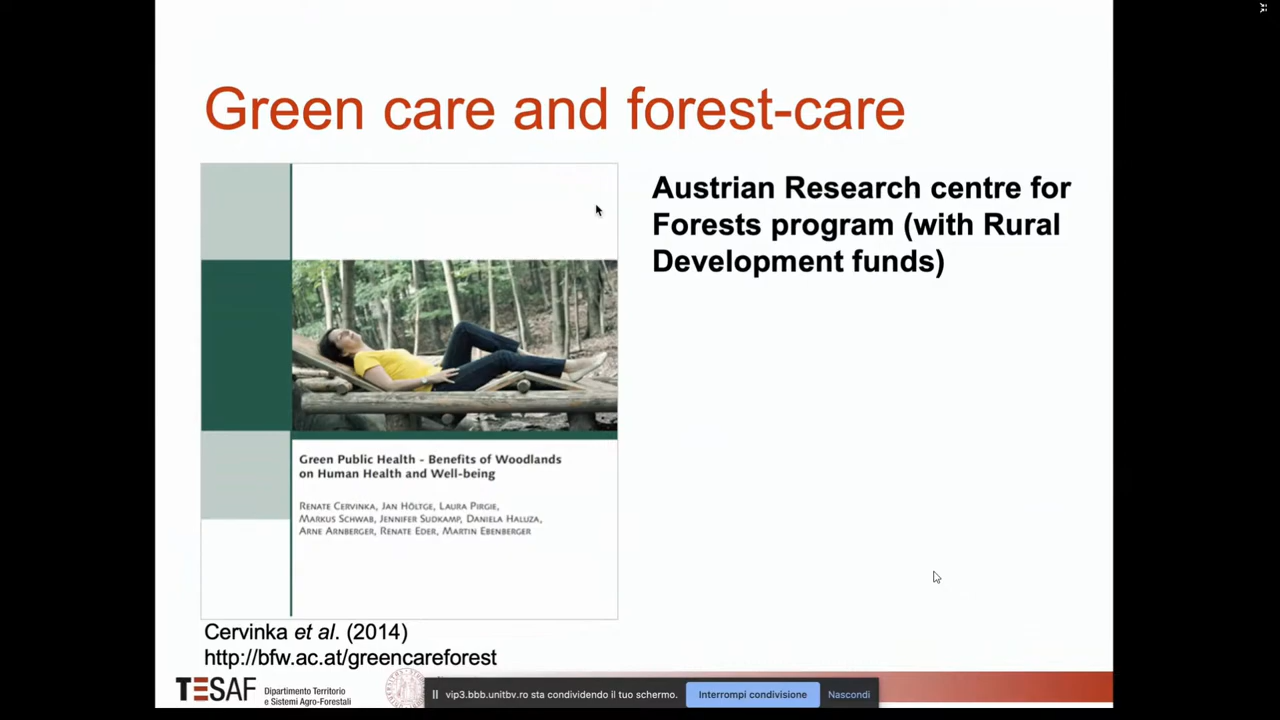 Green care and forest-care
Austrian Research centre for
Forests program (with Rural
Development funds)
Green Public Health - Benefits of Woodlands
on Human Health and Well-being
RENATE CERVINKA, JAN HÖLTGE, LAURA PIRGIE,
MARKUS SCHWAB, JENNIFER SUDKAMP, DANIELA HALUZA,
ARNE ARNBERGER, RENATE EDER, MARTIN EBENBERGER
Cervinka et al. (2014)
http://bfw.ac.at/greencareforest
TESAF
Dipartimento Territorio
e Sistemi Agro-Forestali
vip3.bbb.unitbv.ro sta condividendo il tuo schermo.
Interrompi condivisione
Nascondi